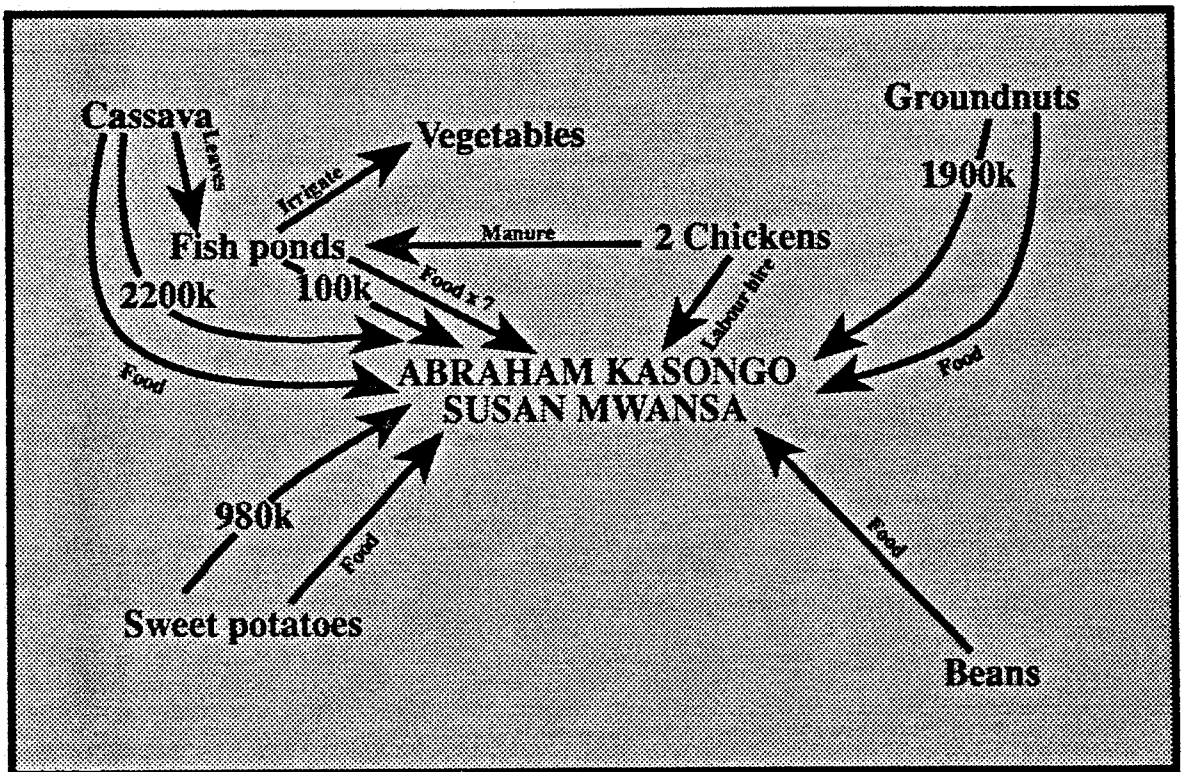 Cassava
Groundnuts
Leaves
Vegetables
1900k
Irrigate
Fish ponds
Manure
2 Chickens
2200k
100k
Food x ?
Labour hire
Food
Food
ABRAHAM KASONGO
SUSAN MWANSA
980k
Food
Food
Sweet potatoes
Beans